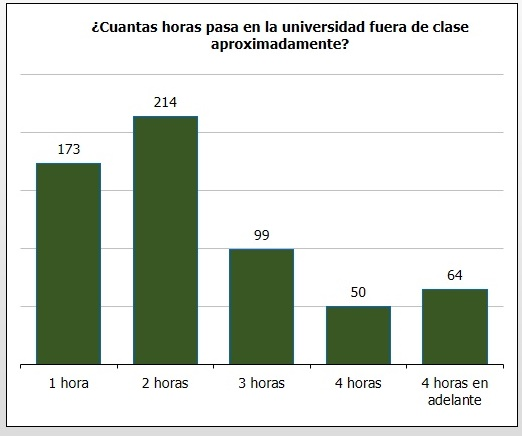 ¿Cuantas horas pasa en la universidad fuera de clase
aproximadamente?
173
214
99
50
64
1 hora
2 horas
3 horas
4 horas
4 horas en
adelante